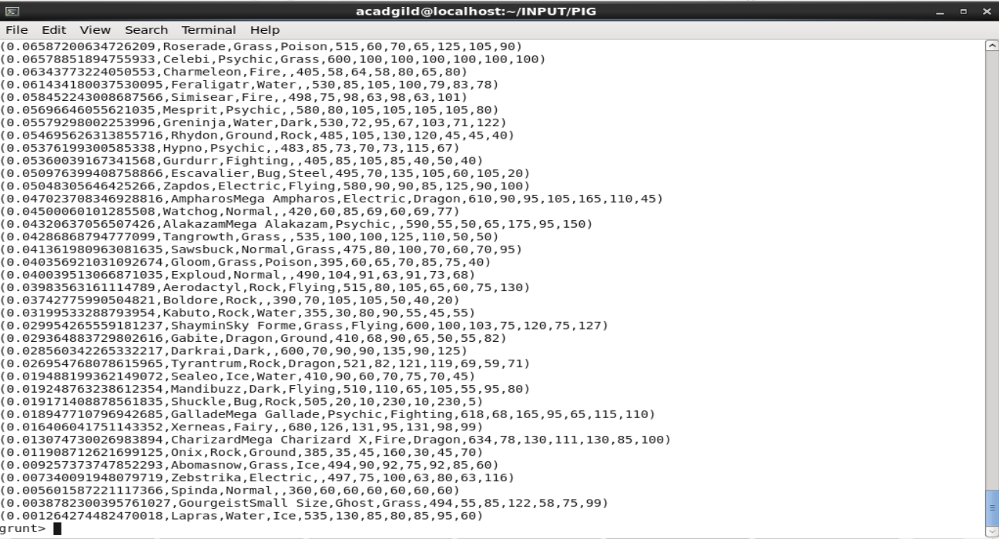 acadgild@localhost:~/INPUT/PIG
File Edit View Search Terminal Help
(0.06587200634726209,Roserade,Grass,Poison,515,60,70,65,125,105,90)
(0.06578851894755933,Celebi,Psychic,Grass,600,100,100,100,100,100,100)
(0.06343773224050553,Charmeleon,Fire,,405,58,64,58,80,65,80)
(0.061434180037530095,Feraligatr,Water,,530,85,105,100,79,83,78)
(0.058452243008687566,Simisear,Fire,,498,75,98,63,98,63,101)
(0.05696646055621035,Mesprit,Psychic,,580,80,105,105,105,105,80)
(0.05579298002253996,Greninja,Water,Dark,530,72,95,67,103,71,122)
(0.054695626313855716,Rhydon,Ground,Rock,485,105,130,120,45,45,40)
(0.05376199300585338,Hypno,Psychic,,483,85,73,70,73,115,67)
(0.05360039167341568,Gurdurr,Fighting,,405,85,105,85,40,50,40)
(0.050976399408758866,Escavalier,Bug,Steel,495,70,135,105,60,105,20)
(0.05048305646425266,Zapdos,Electric,Flying,580,90,90,85,125,90,100)
(0.047023708346928816,AmpharosMega Ampharos,Electric,Dragon,610,90,95,105,165,110,45)
(0.04500060101285508,Watchog,Normal,,420,60,85,69,60,69,77)
(0.04320637056507426,AlakazamMega Alakazam,Psychic,,590,55,50,65,175,95,150)
(0.04286868794777099,Tangrowth,Grass,,535,100,100,125,110,50,50)
(0.041361980963081635,Sawsbuck,Normal,Grass,475,80,100,70,60,70,95)
(0.040356921031092674,Gloom,Grass,Poison,395,60,65,70,85,75,40)
(0.040039513066871035,Exploud,Normal,,490,104,91,63,91,73,68)
(0.03983563161114789,Aerodactyl,Rock,Flying,515,80,105,65,60,75,130)
(0.03742775990504821,Boldore,Rock,,390,70,105,105,50,40,20)
(0.03199533288793954,Kabuto,Rock,Water,355,30,80,90,55,45,55)
(0.029954265559181237,ShayminSky Forme,Grass,Flying,600,100,103,75,120,75,127)
(0.029364883729802616,Gabite,Dragon,Ground,410,68,90,65,50,55,82)
(0.028560342265332217,Darkrai,Dark,,600,70,90,90,135,90,125)
(0.026954768078615965,Tyrantrum,Rock,Dragon,521,82,121,119,69,59,71)
(0.019488199362149072,Sealeo,Ice,Water,410,90,60,70,75,70,45)
(0.019248763238612354,Mandibuzz,Dark,Flying,510,110,65,105,55,95,80)
(0.019171408878561835,Shuckle,Bug,Rock,505,20,10,230,10,230,5)
(0.018947710796942685,GalladeMega Gallade,Psychic,Fighting,618,68,165,95,65,115,110)
(0.016406041751143352,Xerneas,Fairy,,680,126,131,95,131,98,99)
(0.013074730026983894,CharizardMega Charizard X,Fire,Dragon,634,78,130,111,130,85,100)
(0.011908712621699125,Onix,Rock,Ground,385,35,45,160,30,45,70)
(0.009257373747852293,Abomasnow,Grass,Ice,494,90,92,75,92,85,60)
(0.007340091948079719,Zebstrika,Electric,,497,75,100,63,80,63,116)
(0.005601587221117366,Spinda,Normal,,360,60,60,60,60,60,60)
(0.0038782300395761027,GourgeistSmall Size,Ghost,Grass,494,55,85,122,58,75,99)
(0.001264274482470018,Lapras,Water,Ice,535,130,85,80,85,95,60)
grunt>